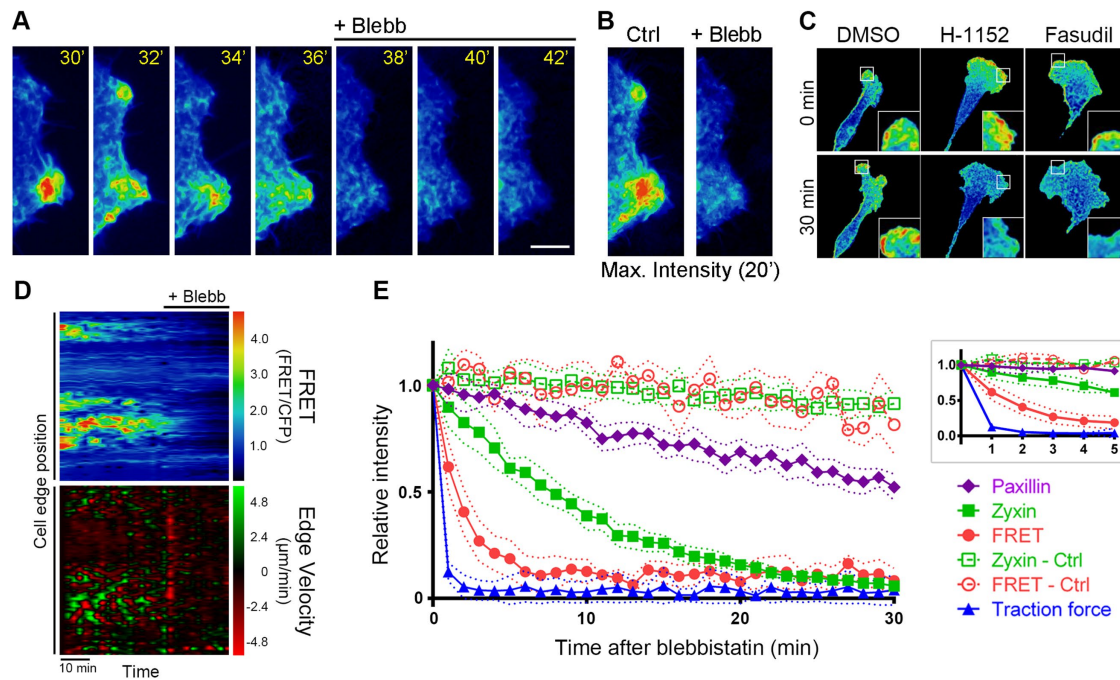 A
+ Blebb
30’
32’
34’
36’
38’
40’
42’
B
Ctrl
+ Blebb
Max. Intensity (20’)
C
DMSO
H-1152
Fasudil
0 min
30 min
D
+ Blebb
Cell edge position
4.0
3.0
2.0
1.0
FRET
(FRET/CFP)
4.8
2.4
0
-2.4
-4.8
Edge Velocity
(µm/min)
10 min
Time
E
Relative intensity
1.0
0.5
0
0
10
20
30
Time after blebbistatin (min)
1.0
0.5
0.0
1
2
3
4
5
Paxillin
Zyxin
FRET
Zyxin - Ctrl
FRET - Ctrl
Traction force